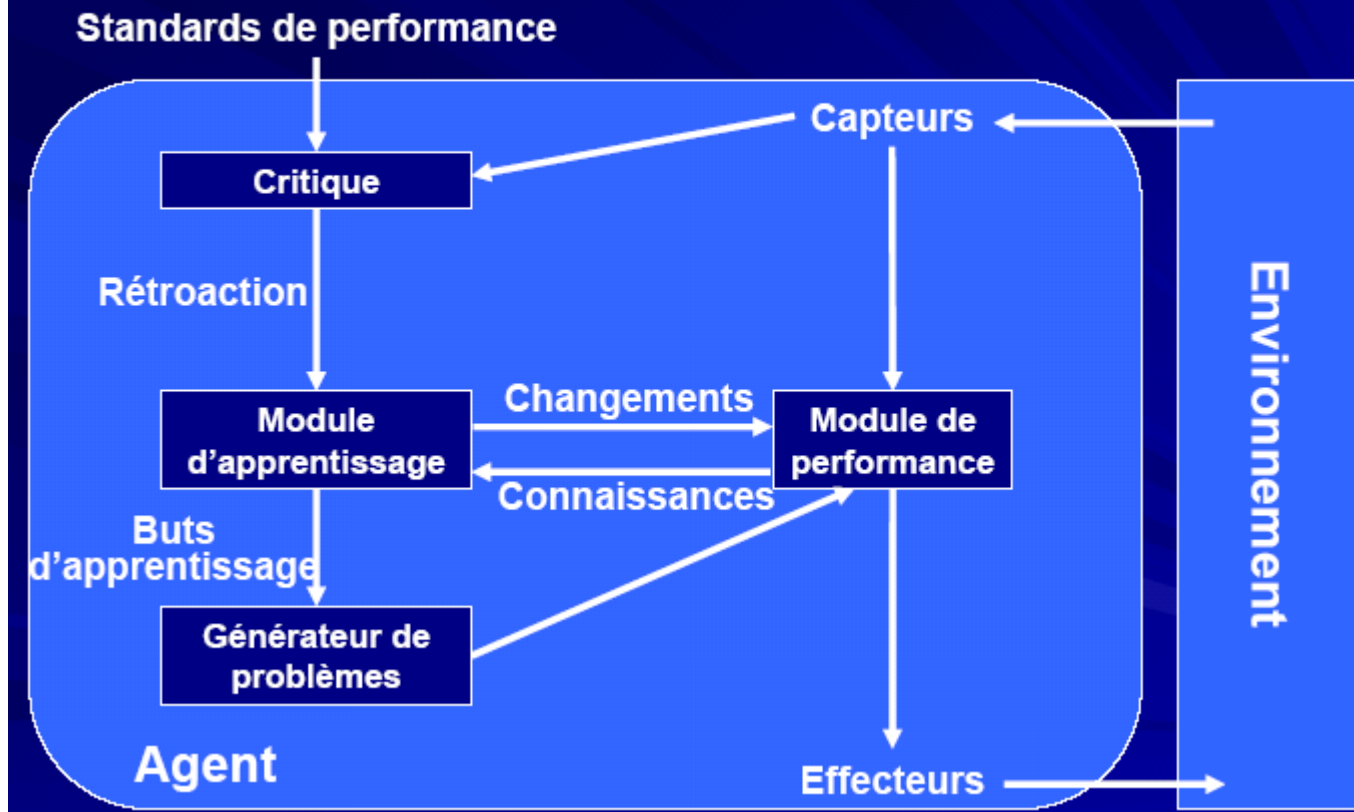 Standards de performance
Capteurs
Critique
Rétroaction
Environnement
Changements
Module
d'apprentissage
Module de
performance
Connaissances
Buts
d'apprentissage
Générateur de
problèmes
Agent
Effecteurs